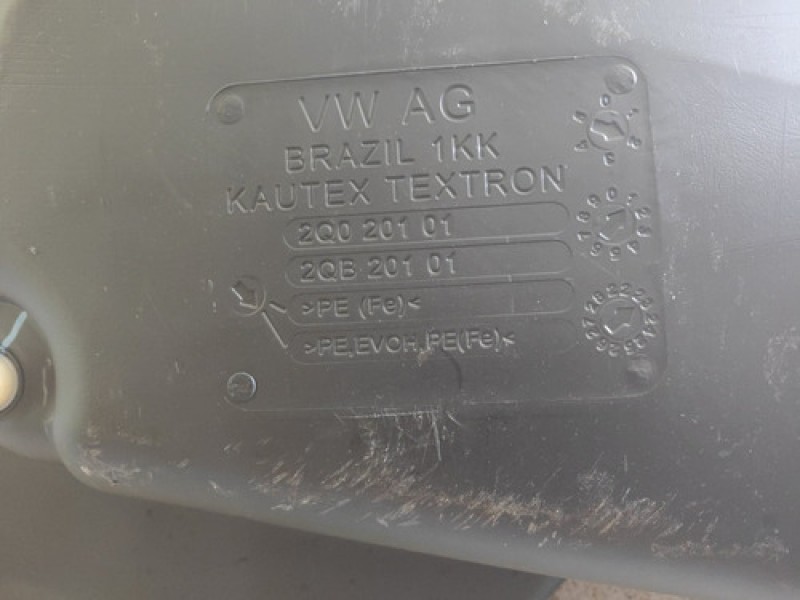 VW AG
BRAZIL 1KK
KAUTEX TEXTRON
2Q0 201 01
2QB 201 01
>PE (Fe)<
>PE,EVOH,PE(Fe)<